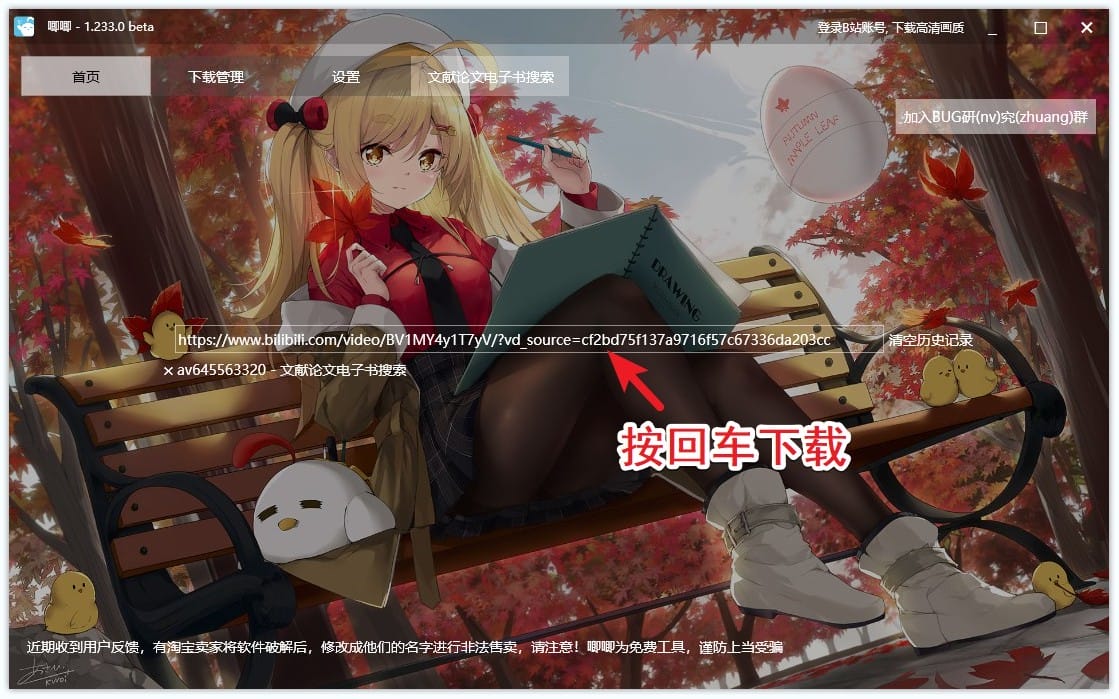 唧唧 - 1.233.0 beta
登录B站账号, 下载高清画质
首页
下载管理
设置
文献论文电子书搜索
加入BUG研(nv)究(zhuang)群
AUTUMN
MAPLE LEAF
DRAWING
https://www.bilibili.com/video/BV1MY4y1T7yV/?vd_source=cf2bd75f137a9716f57c67336da203cc
清空历史记录
× av645563320 - 文献论文电子书搜索
按回车下载
近期收到用户反馈，有淘宝卖家将软件破解后，修改成他们的名字进行非法售卖，请注意！唧唧为免费工具，谨防上当受骗